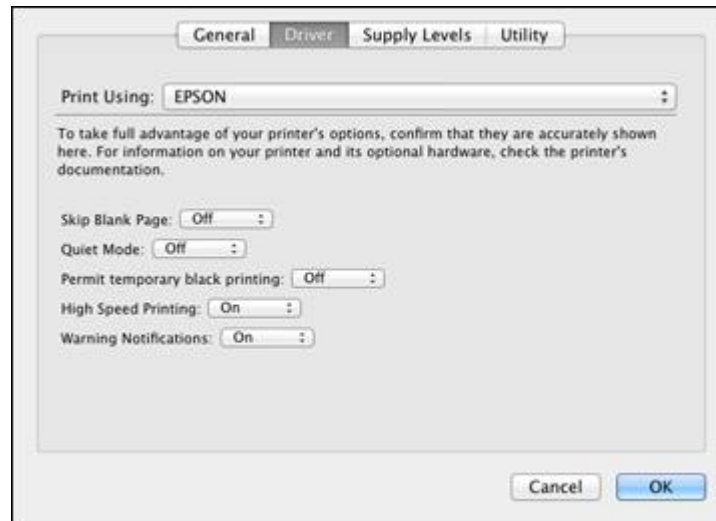 General Driver Supply Levels Utility
Print Using: EPSON
To take full advantage of your printer's options, confirm that they are accurately shown
here. For information on your printer and its optional hardware, check the printer's
documentation.
Skip Blank Page: Off
Quiet Mode: Off
Permit temporary black printing: Off
High Speed Printing: On
Warning Notifications: On
Cancel OK